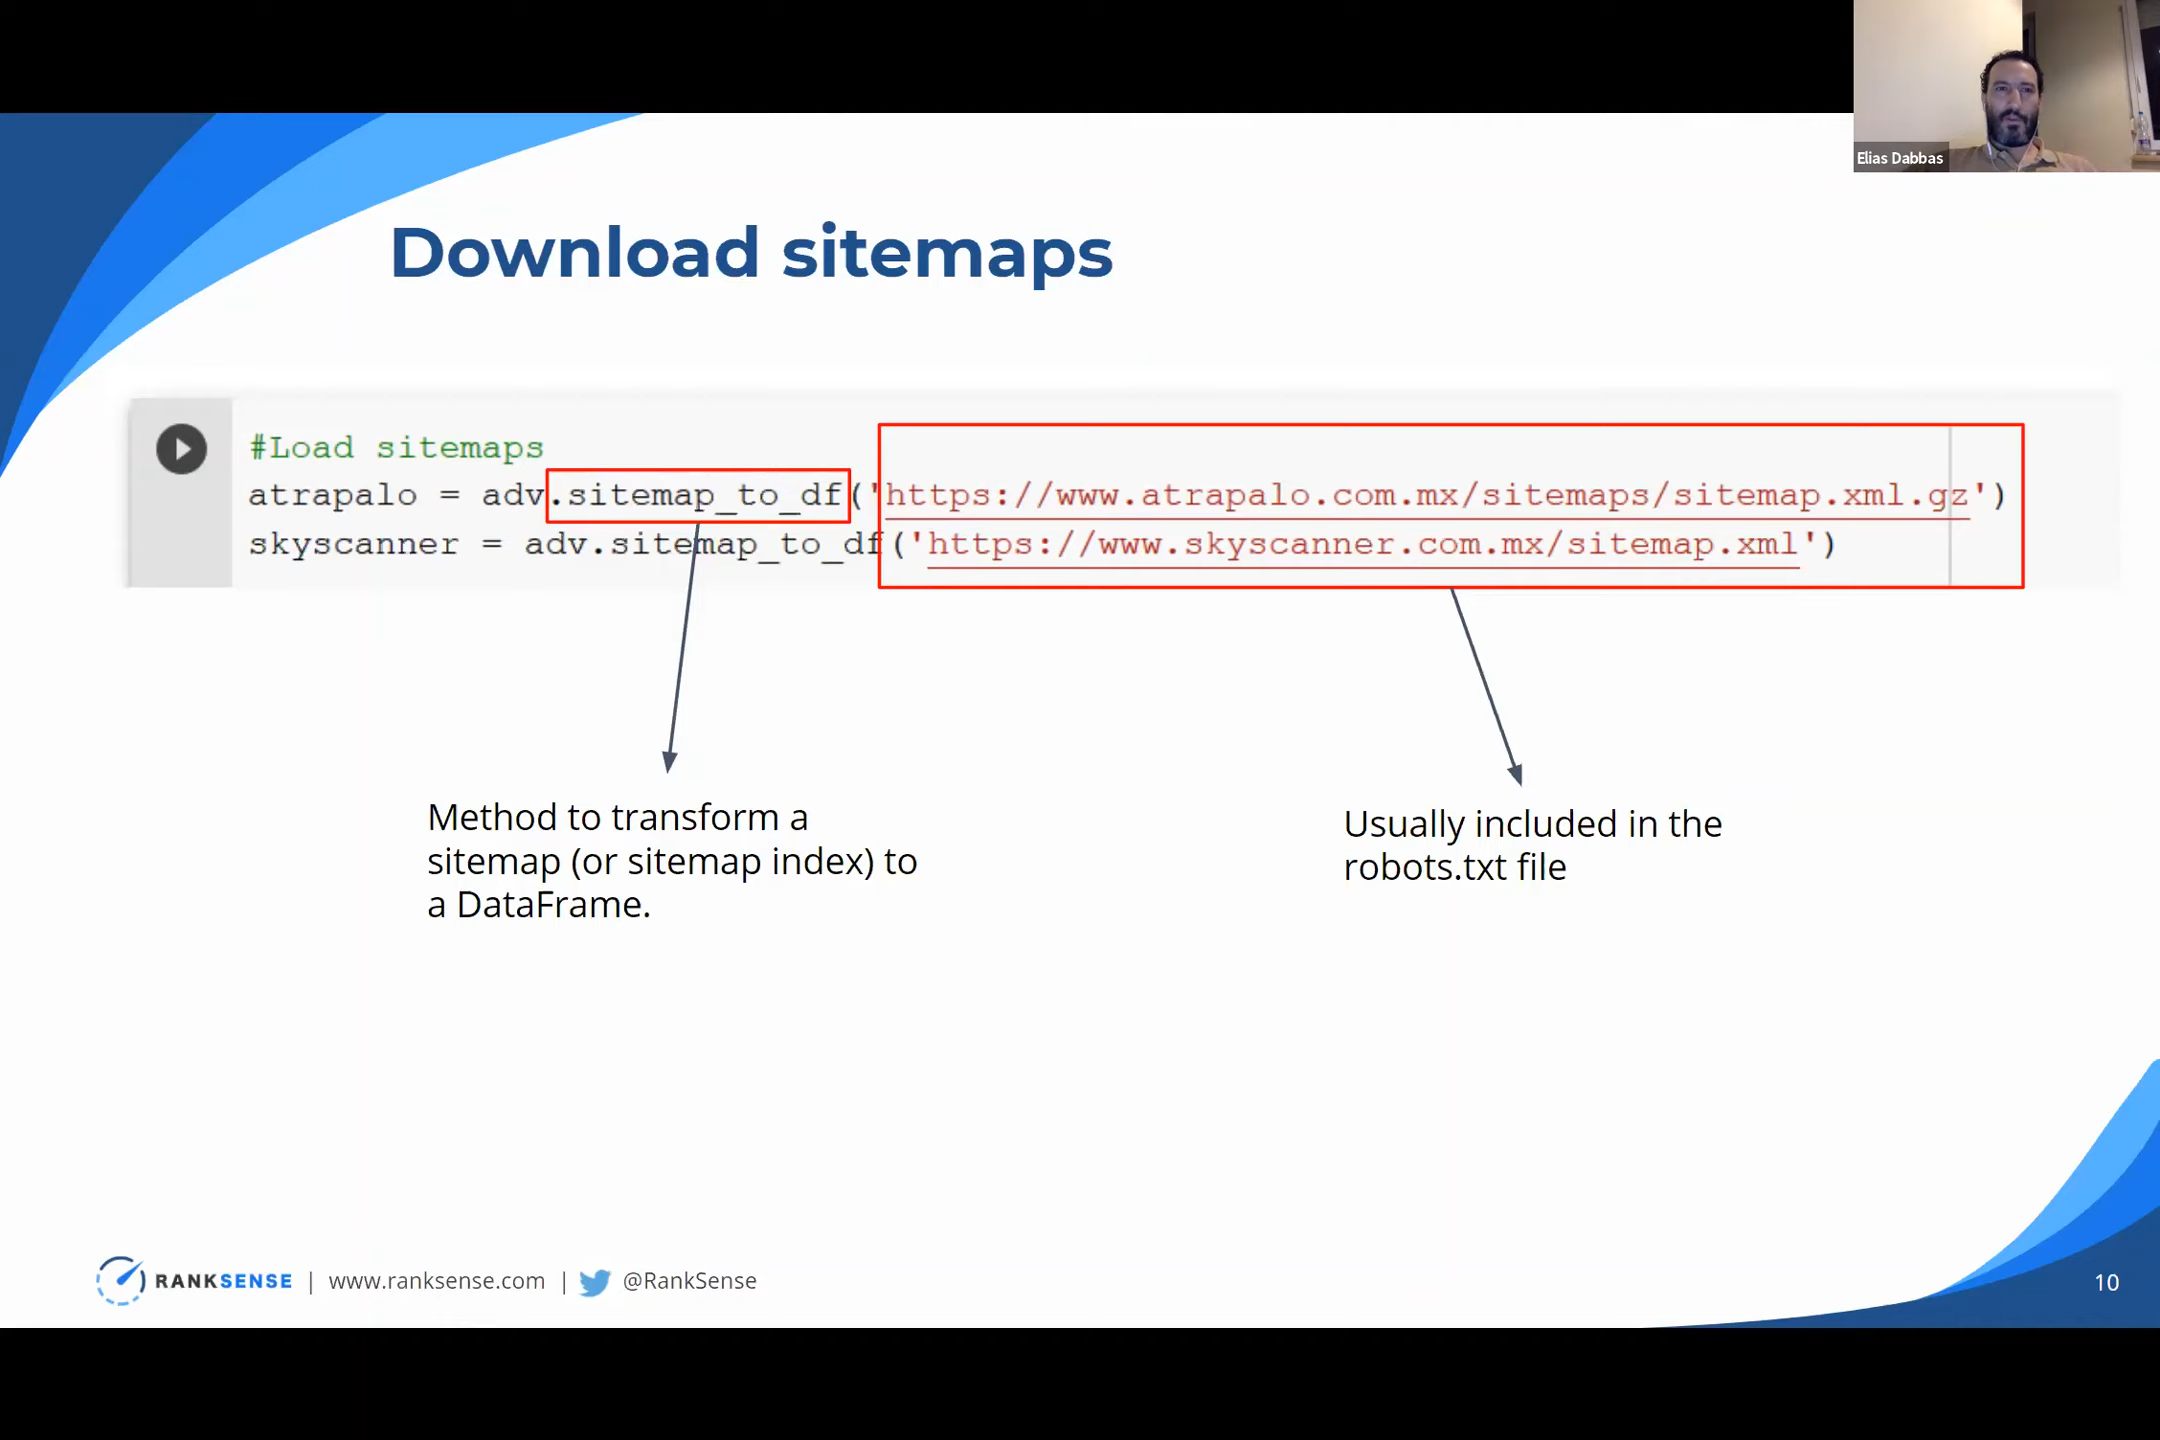 Elias Dabbas
Download sitemaps
#Load sitemaps
atrapalo = adv.sitemap_to_df('https://www.atrapalo.com.mx/sitemaps/sitemap.xml.gz')
skyscanner = adv.sitemap_to_df('https://www.skyscanner.com.mx/sitemap.xml')
Method to transform a
sitemap (or sitemap index) to
a DataFrame.
Usually included in the
robots.txt file
RANKSENSE | www.ranksense.com | @RankSense
10